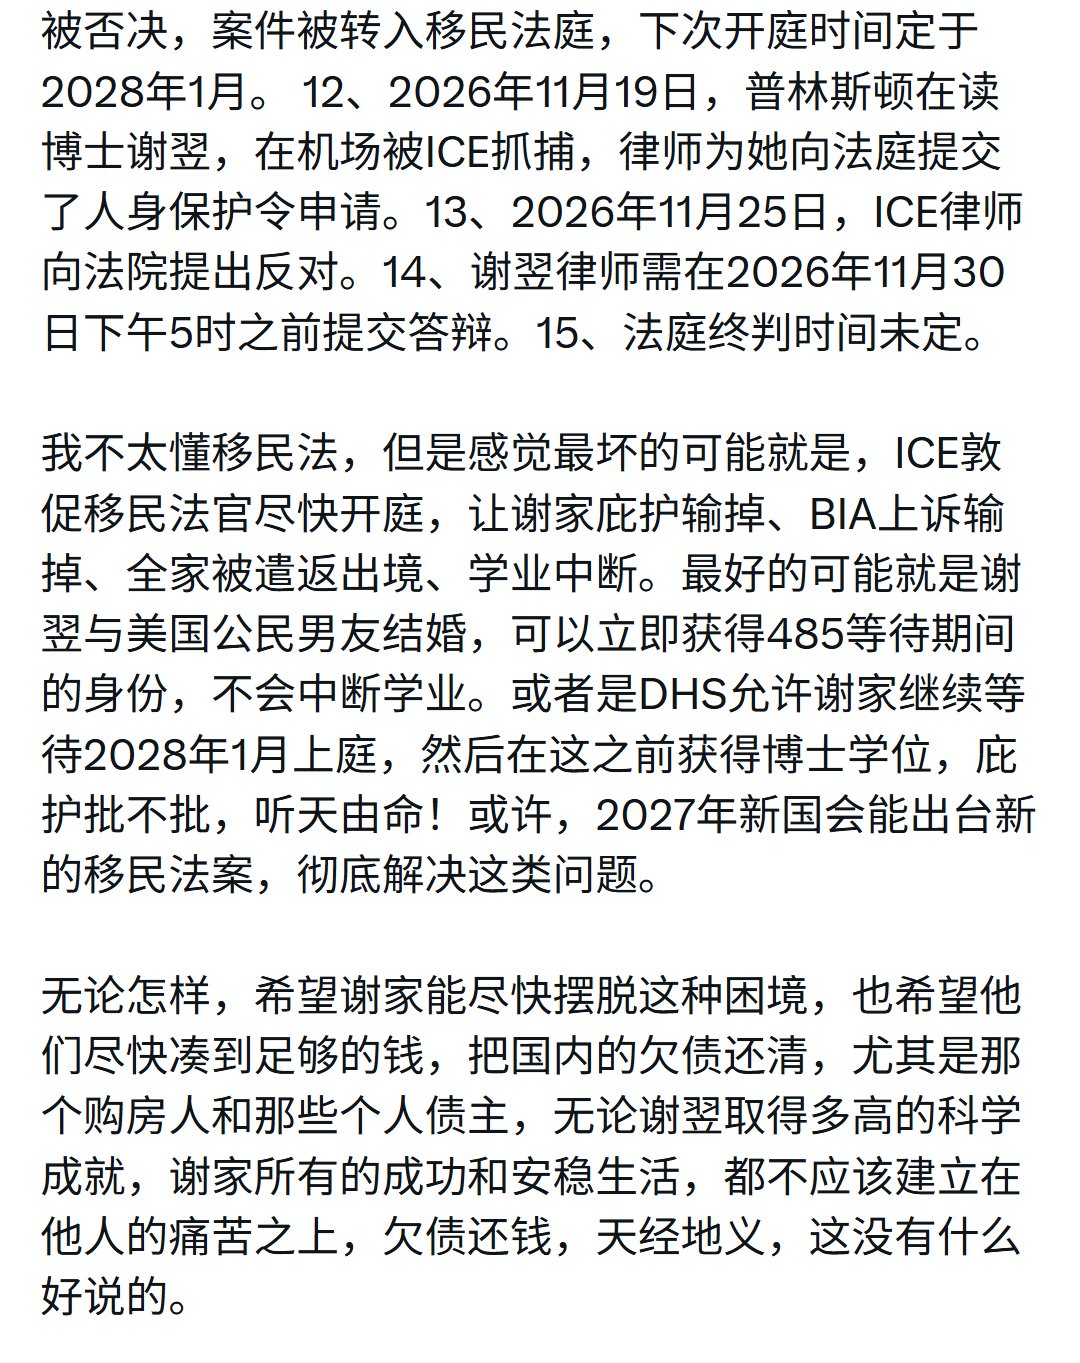 被否决，案件被转入移民法庭，下次开庭时间定于
2028年1月。 12、2026年11月19日，普林斯顿在读
博士谢翌，在机场被ICE抓捕，律师为她向法庭提交
了人身保护令申请。13、2026年11月25日，ICE律师
向法院提出反对。14、谢翌律师需在2026年11月30
日下午5时之前提交答辩。15、法庭终判时间未定。
我不太懂移民法，但是感觉最坏的可能就是，ICE敦
促移民法官尽快开庭，让谢家庇护输掉、BIA上诉输
掉、全家被遣返出境、学业中断。最好的可能就是谢
翌与美国公民男友结婚，可以立即获得485等待期间
的身份，不会中断学业。或者是DHS允许谢家继续等
待2028年1月上庭，然后在这之前获得博士学位，庇
护批不批，听天由命！或许，2027年新国会能出台新
的移民法案，彻底解决这类问题。
无论怎样，希望谢家能尽快摆脱这种困境，也希望他
们尽快凑到足够的钱，把国内的欠债还清，尤其是那
个购房人和那些个人债主，无论谢翌取得多高的科学
成就，谢家所有的成功和安稳生活，都不应该建立在
他人的痛苦之上，欠债还钱，天经地义，这没有什么
好说的。